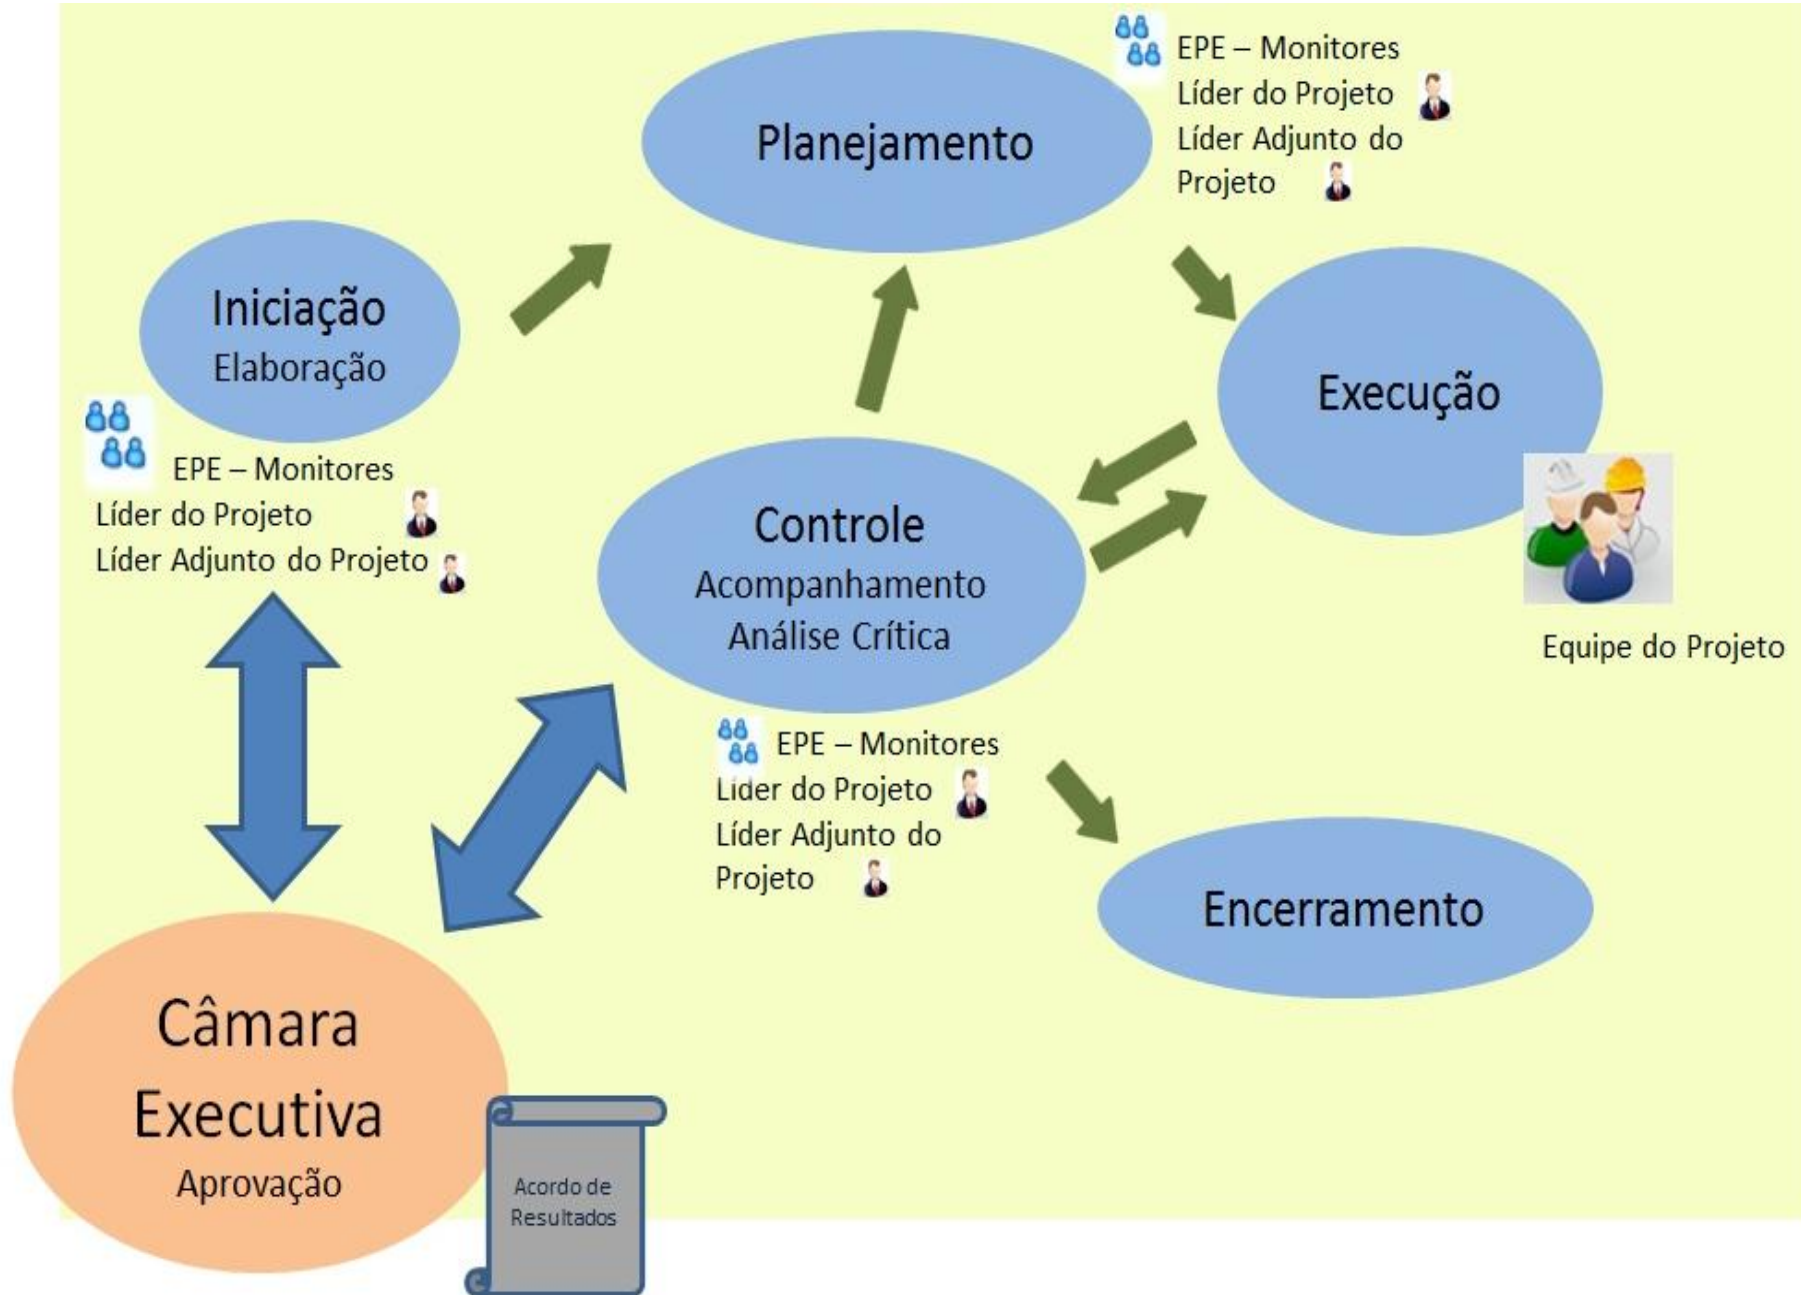 EPE – Monitores
Líder do Projeto
Líder Adjunto do
Projeto
Planejamento
Iniciação
Elaboração
EPE – Monitores
Líder do Projeto
Líder Adjunto do Projeto
Execução
Equipe do Projeto
Controle
Acompanhamento
Análise Crítica
EPE – Monitores
Líder do Projeto
Líder Adjunto do
Projeto
Encerramento
Câmara
Executiva
Aprovação
Acordo de
Resultados